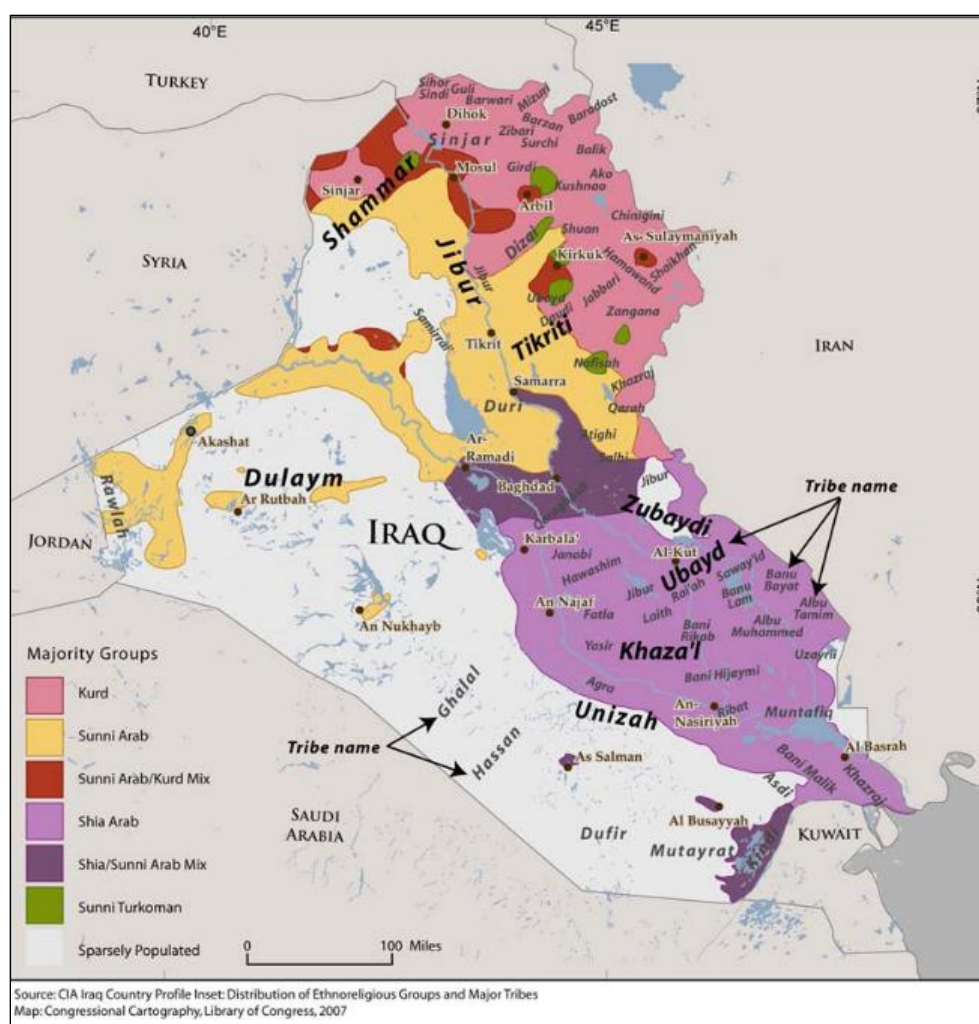 40°E
45°E
TURKEY
SYRIA
JORDAN
SAUDI
ARABIA
KUWAIT
IRAN
IRAQ
Sihor
Sindi
Guli
Barwari
Mizuri
Baradost
Dihok
Sinjar
Zibari
Barzan
Surchi
Balik
Mosul
Girdi
Ako
Kushnao
Sinjar
Arbil
Shammar
Chinigini
Dizai
Shuan
As-Sulaymaniyah
Jibur
Jibur
Kirkuk
Hamawand
Shaikhan
Ubayd
Jabbari
Daudi
Zangana
Samirrai
Tikrit
Tikriti
Nafisah
Khazraj
Samarra
Duri
Qarah
Atighi
Ar-
Ramadi
Akashat
Baghdad
Jibur
Rawlah
Dulaym
Ar Rutbah
Zubaydi
Tribe name
Karbala'
Janabi
Al-Kut
Ubayd
Hawashim
Saway'id
Banu
Bayat
Jibur
Banu
Lam
Albu
Tamim
An Najaf
Fatla
Laith
Bani
Rikab
Albu
Muhammed
An Nukhayb
Yasir
Khaza'l
Uzayrii
Bani Hijaymi
Agra
Ghalal
Unizah
An-
Nasiriyah
Ribat
Muntafiq
Tribe name
Hassan
As Salman
Al Basrah
Bani Malik
Khazraj
Asdi
Al Busayyah
Dufir
Mutayrat
Majority Groups
Kurd
Sunni Arab
Sunni Arab/Kurd Mix
Shia Arab
Shia/Sunni Arab Mix
Sunni Turkoman
Sparsely Populated
0
100 Miles
Source: CIA Iraq Country Profile Inset: Distribution of Ethnoreligious Groups and Major Tribes
Map: Congressional Cartography, Library of Congress, 2007